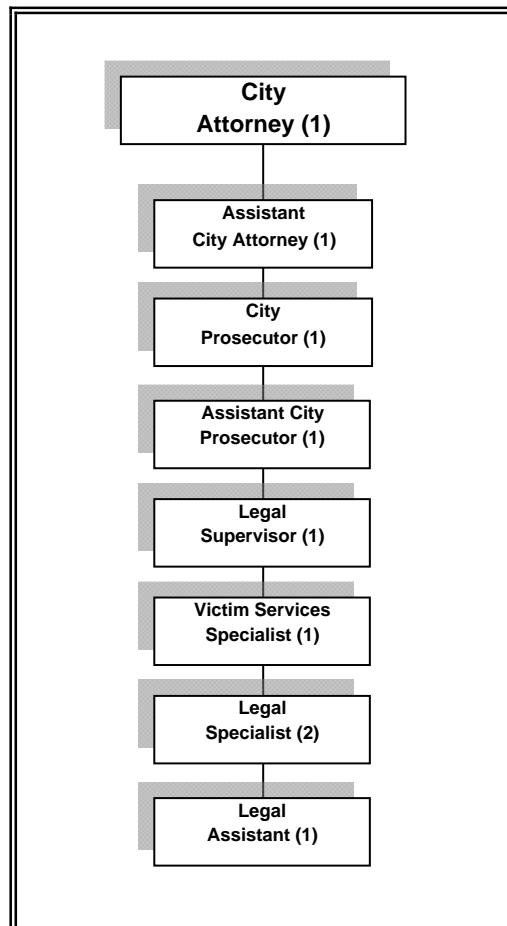 City
Attorney (1)
Assistant
City Attorney (1)
City
Prosecutor (1)
Assistant City
Prosecutor (1)
Legal
Supervisor (1)
Victim Services
Specialist (1)
Legal
Specialist (2)
Legal
Assistant (1)